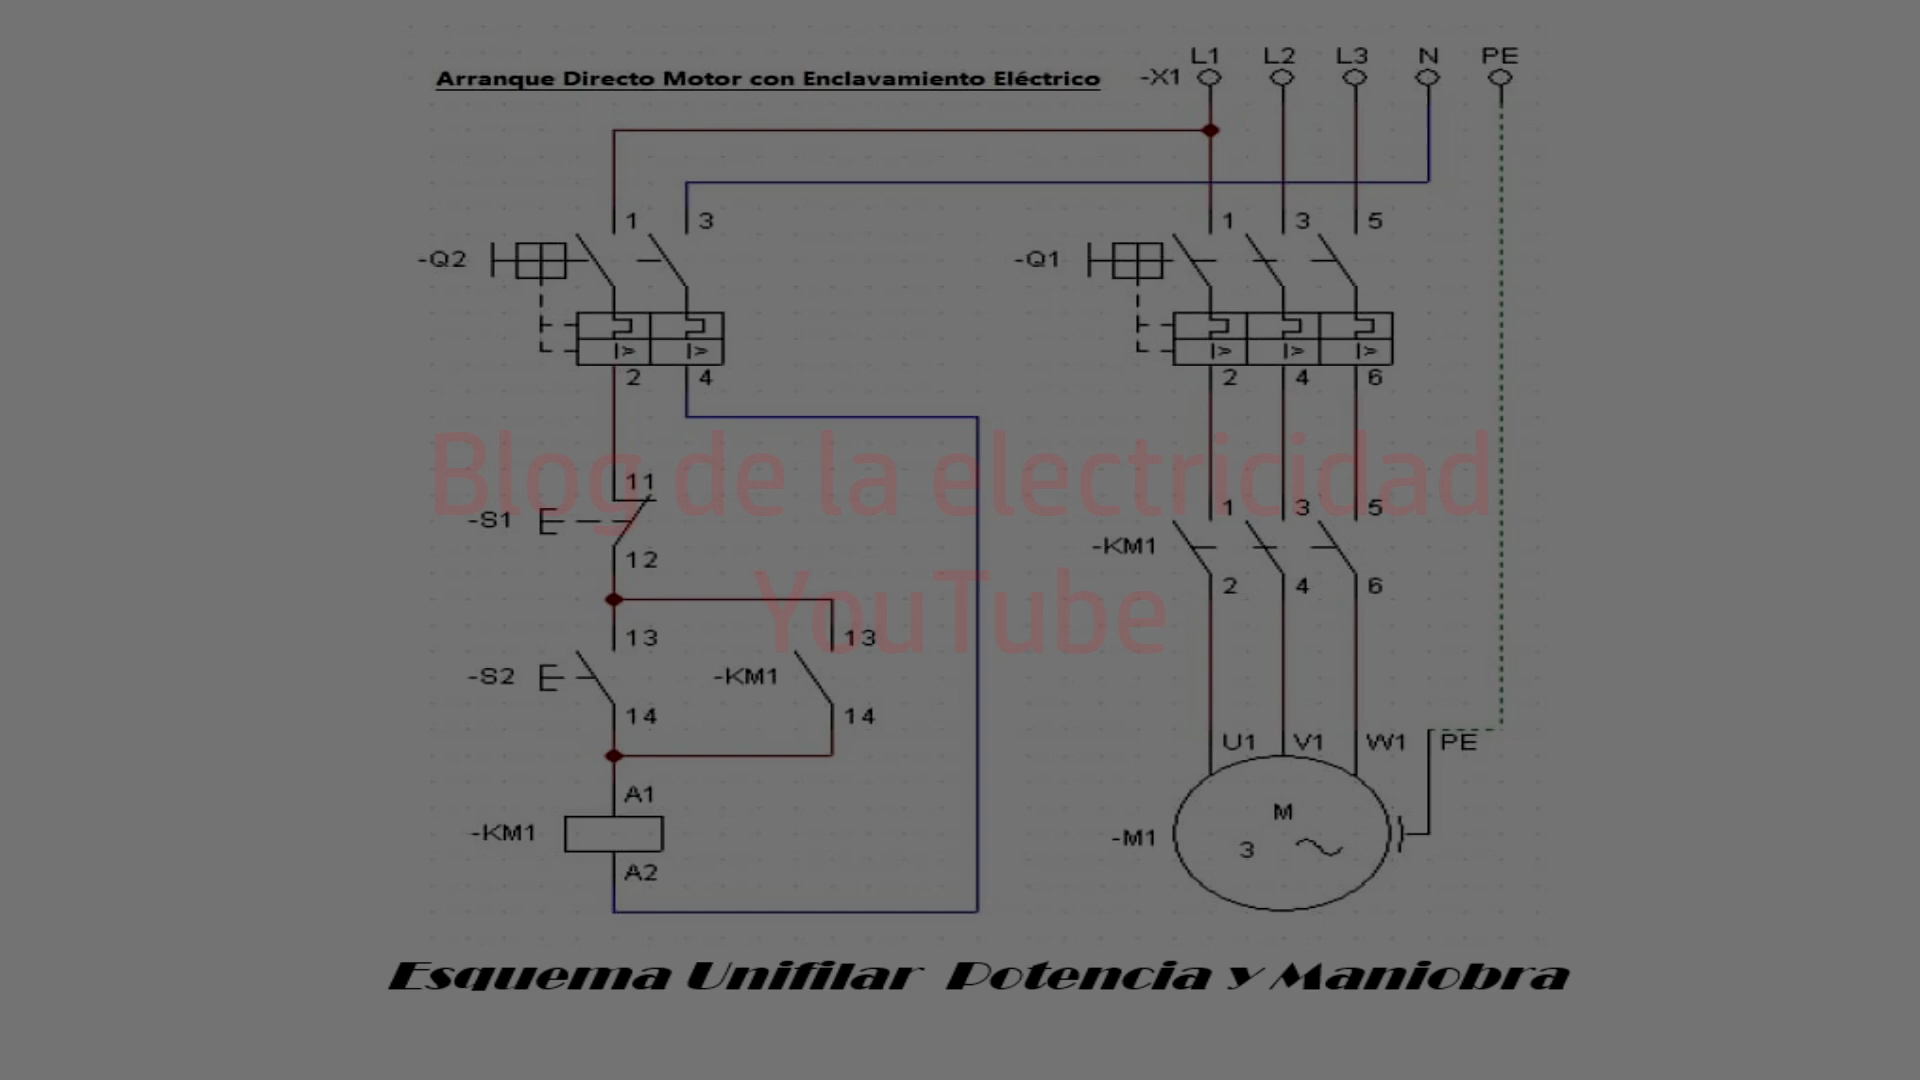 L1 L2 L3 N PE
Arranque Directo Motor con Enclavamiento Eléctrico -X1
1 3 1 3 5
-Q2 -Q1
I> I> I> I> I>
2 4 2 4 6
Blog de la electricidad
11
-S1
1 3 5
12
-KM1
2 4 6
YouTube
13 13
-S2 -KM1
14 14
U1 V1 W1 PE
A1
M
-KM1 -M1
3
A2
Esquema Unifilar Potencia y Maniobra